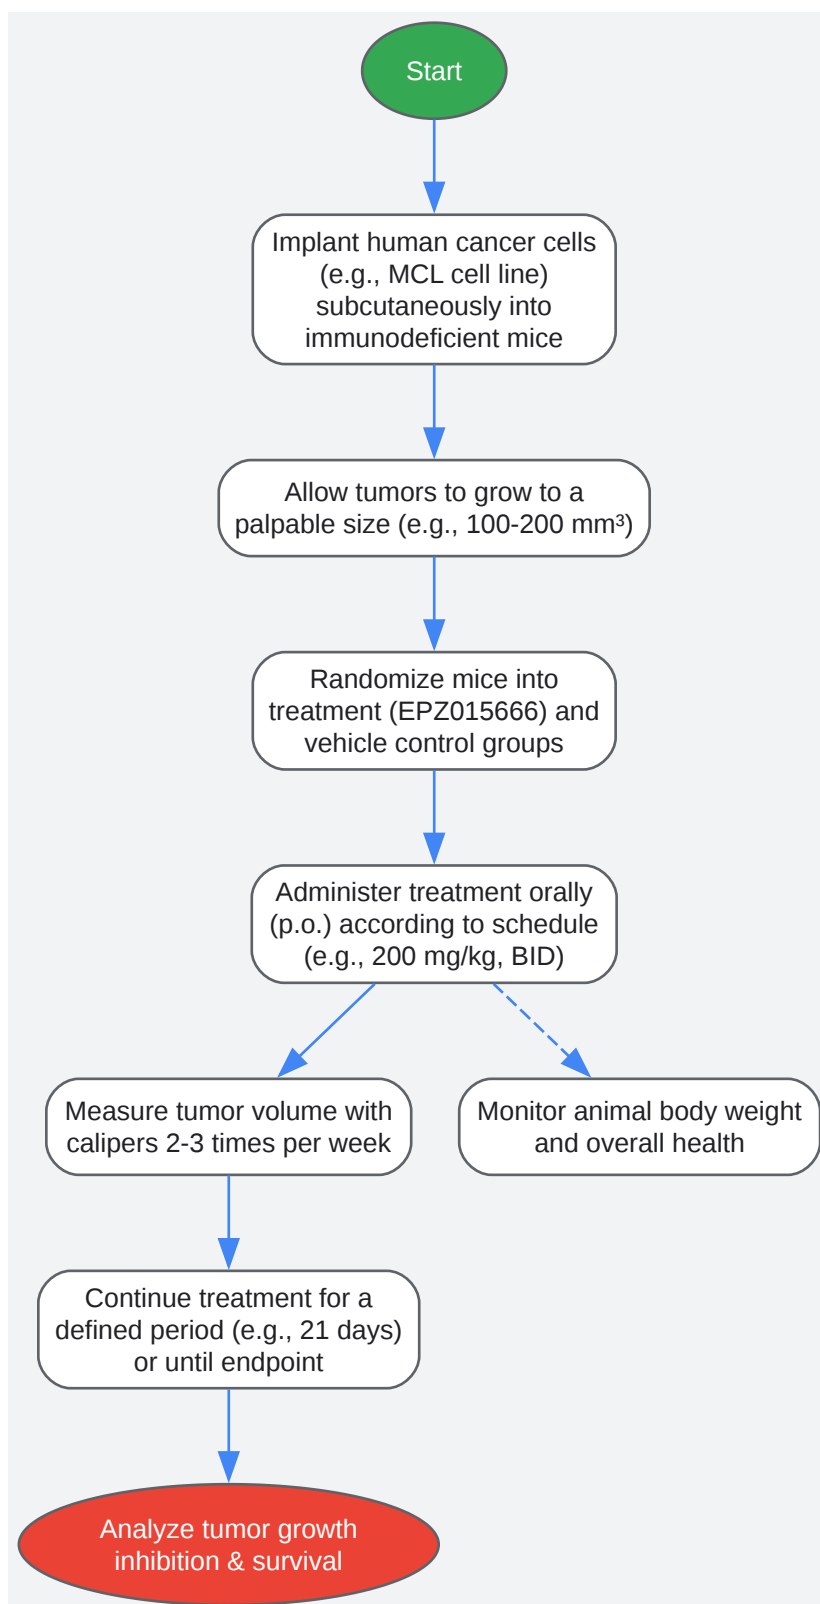 Start
Implant human cancer cells
(e.g., MCL cell line)
subcutaneously into
immunodeficient mice
Allow tumors to grow to a
palpable size (e.g., 100-200 mm³)
Randomize mice into
treatment (EPZ015666) and
vehicle control groups
Administer treatment orally
(p.o.) according to schedule
(e.g., 200 mg/kg, BID)
Measure tumor volume with
calipers 2-3 times per week
Monitor animal body weight
and overall health
Continue treatment for a
defined period (e.g., 21 days)
or until endpoint
Analyze tumor growth
inhibition & survival